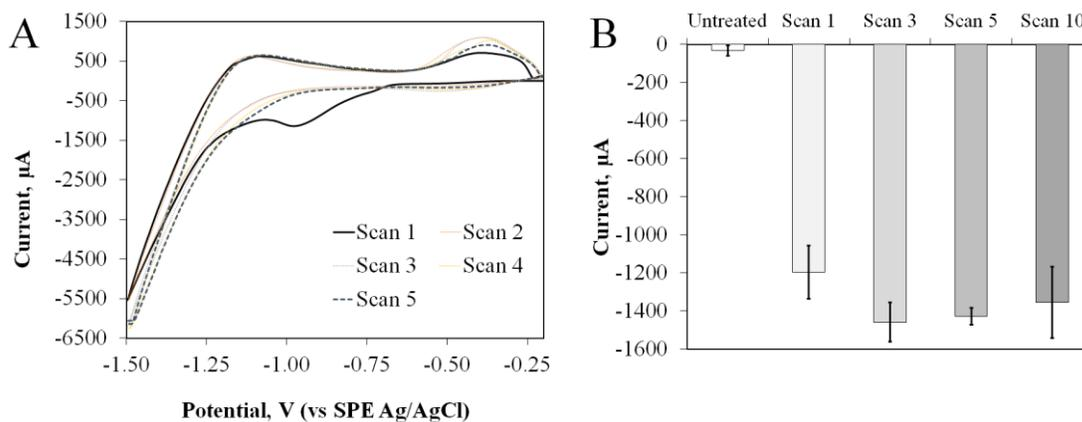 A
1500
500
-500
-1500
-2500
-3500
-4500
-5500
-6500
Current, µA
Scan 1
Scan 2
Scan 3
Scan 4
Scan 5
-1.50
-1.25
-1.00
-0.75
-0.50
-0.25
Potential, V (vs SPE Ag/AgCl)
B
Untreated Scan 1 Scan 3 Scan 5 Scan 10
0
-200
-400
-600
-800
-1000
-1200
-1400
-1600
Current, µA